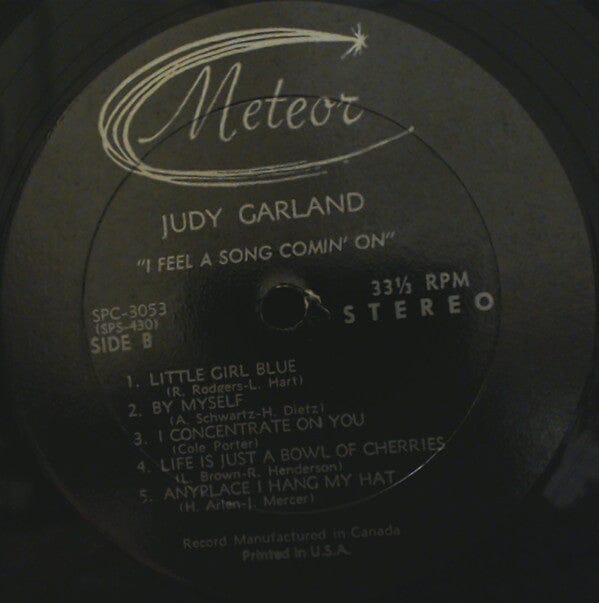 Meteor
JUDY GARLAND
"I FEEL A SONG COMIN' ON"
SPC-3053
(SPS-430)
SIDE B
33⅓ RPM
STEREO
1. LITTLE GIRL BLUE
(R. Rodgers-L. Hart)
2. BY MYSELF
(A. Schwartz-H. Dietz)
3. I CONCENTRATE ON YOU
(Cole Porter)
4. LIFE IS JUST A BOWL OF CHERRIES
(L. Brown-R. Henderson)
5. ANYPLACE I HANG MY HAT
(H. Arlen-J. Mercer)
Record Manufactured in Canada
Printed in U.S.A.